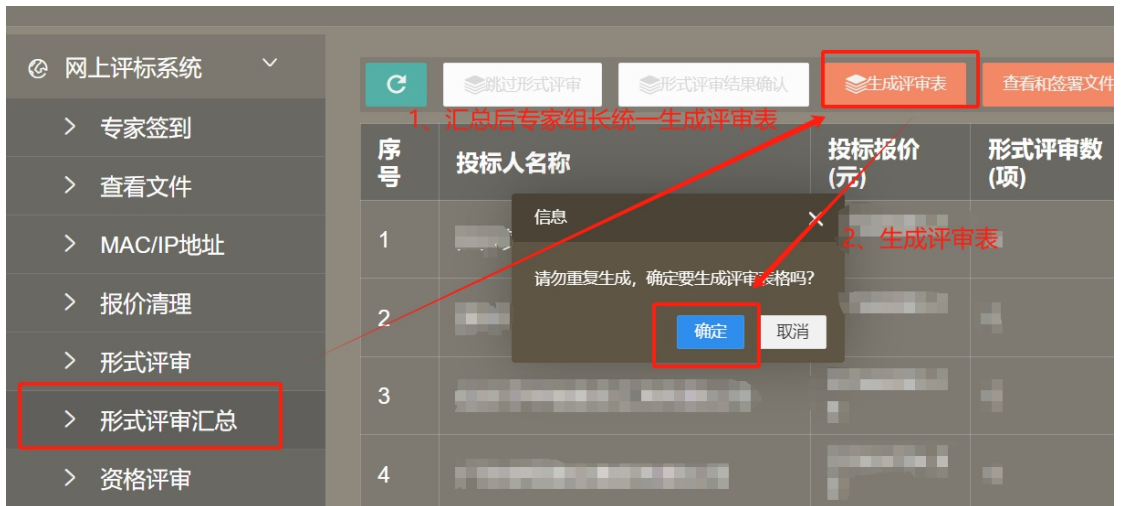 网上评标系统
专家签到
查看文件
MAC/IP地址
报价清理
形式评审
形式评审汇总
资格评审
跳过形式评审
形式评审结果确认
生成评审表
查看和签署文件
1、汇总后专家组长统一生成评审表
序号
投标人名称
投标报价
(元)
形式评审数
(项)
1
2
3
4
信息
请勿重复生成，确定要生成评审表格吗?
确定
取消
2、生成评审表